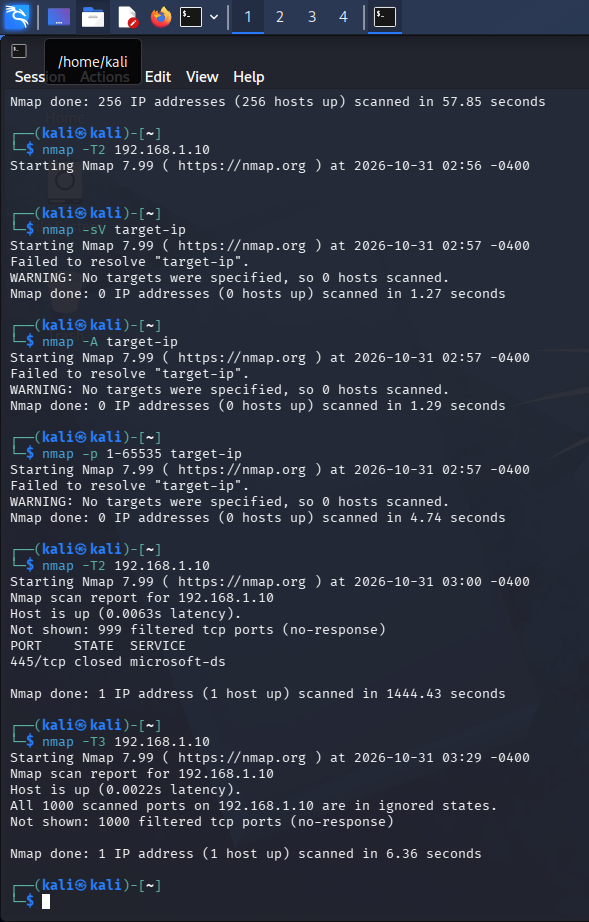 1 2 3 4
/home/kali
Session Actions Edit View Help
Nmap done: 256 IP addresses (256 hosts up) scanned in 57.85 seconds
┌──(kali㉿kali)-[~]
└─$ nmap -T2 192.168.1.10
Starting Nmap 7.99 ( https://nmap.org ) at 2026-10-31 02:56 -0400
┌──(kali㉿kali)-[~]
└─$ nmap -sV target-ip
Starting Nmap 7.99 ( https://nmap.org ) at 2026-10-31 02:57 -0400
Failed to resolve "target-ip".
WARNING: No targets were specified, so 0 hosts scanned.
Nmap done: 0 IP addresses (0 hosts up) scanned in 1.27 seconds
┌──(kali㉿kali)-[~]
└─$ nmap -A target-ip
Starting Nmap 7.99 ( https://nmap.org ) at 2026-10-31 02:57 -0400
Failed to resolve "target-ip".
WARNING: No targets were specified, so 0 hosts scanned.
Nmap done: 0 IP addresses (0 hosts up) scanned in 1.29 seconds
┌──(kali㉿kali)-[~]
└─$ nmap -p 1-65535 target-ip
Starting Nmap 7.99 ( https://nmap.org ) at 2026-10-31 02:57 -0400
Failed to resolve "target-ip".
WARNING: No targets were specified, so 0 hosts scanned.
Nmap done: 0 IP addresses (0 hosts up) scanned in 4.74 seconds
┌──(kali㉿kali)-[~]
└─$ nmap -T2 192.168.1.10
Starting Nmap 7.99 ( https://nmap.org ) at 2026-10-31 03:00 -0400
Nmap scan report for 192.168.1.10
Host is up (0.0063s latency).
Not shown: 999 filtered tcp ports (no-response)
PORT    STATE  SERVICE
445/tcp closed microsoft-ds
Nmap done: 1 IP address (1 host up) scanned in 1444.43 seconds
┌──(kali㉿kali)-[~]
└─$ nmap -T3 192.168.1.10
Starting Nmap 7.99 ( https://nmap.org ) at 2026-10-31 03:29 -0400
Nmap scan report for 192.168.1.10
Host is up (0.0022s latency).
All 1000 scanned ports on 192.168.1.10 are in ignored states.
Not shown: 1000 filtered tcp ports (no-response)
Nmap done: 1 IP address (1 host up) scanned in 6.36 seconds
┌──(kali㉿kali)-[~]
└─$